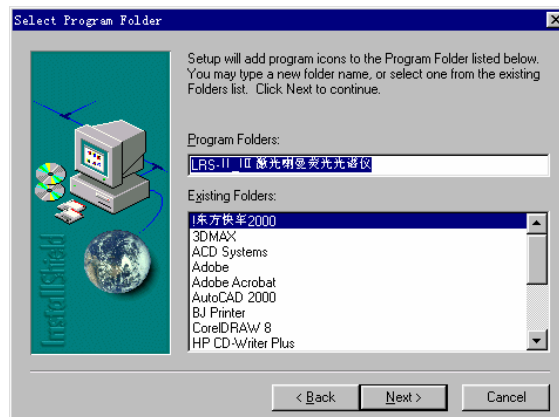 Select Program Folder
Setup will add program icons to the Program Folder listed below.
You may type a new folder name, or select one from the existing
Folders list. Click Next to continue.
Program Folders:
LRS-II_III 激光喇曼荧光光谱仪
Existing Folders:
!东方快车2000
3DMAX
ACD Systems
Adobe
Adobe Acrobat
AutoCAD 2000
BJ Printer
CorelDRAW 8
HP CD-Writer Plus
InstallShield
< Back
Next >
Cancel